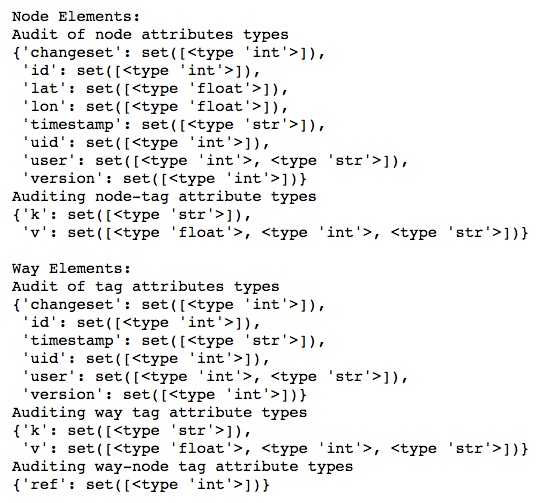 Node Elements:
Audit of node attributes types
{'changeset': set([<type 'int'>]),
 'id': set([<type 'int'>]),
 'lat': set([<type 'float'>]),
 'lon': set([<type 'float'>]),
 'timestamp': set([<type 'str'>]),
 'uid': set([<type 'int'>]),
 'user': set([<type 'int'>, <type 'str'>]),
 'version': set([<type 'int'>])}
Auditing node-tag attribute types
{'k': set([<type 'str'>]),
 'v': set([<type 'float'>, <type 'int'>, <type 'str'>])}

Way Elements:
Audit of tag attributes types
{'changeset': set([<type 'int'>]),
 'id': set([<type 'int'>]),
 'timestamp': set([<type 'str'>]),
 'uid': set([<type 'int'>]),
 'user': set([<type 'int'>, <type 'str'>]),
 'version': set([<type 'int'>])}
Auditing way tag attribute types
{'k': set([<type 'str'>]),
 'v': set([<type 'float'>, <type 'int'>, <type 'str'>])}
Auditing way-node tag attribute types
{'ref': set([<type 'int'>])}